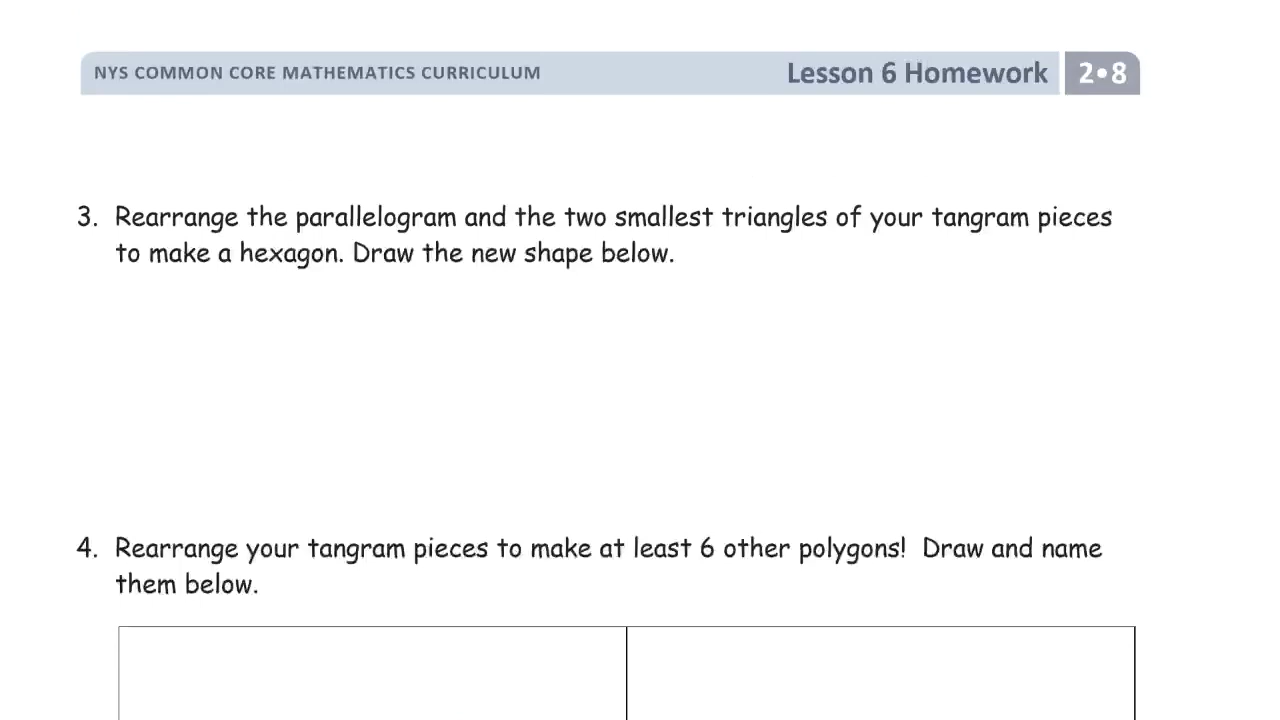 NYS COMMON CORE MATHEMATICS CURRICULUM Lesson 6 Homework 2•8
3. Rearrange the parallelogram and the two smallest triangles of your tangram pieces
to make a hexagon. Draw the new shape below.
4. Rearrange your tangram pieces to make at least 6 other polygons! Draw and name
them below.